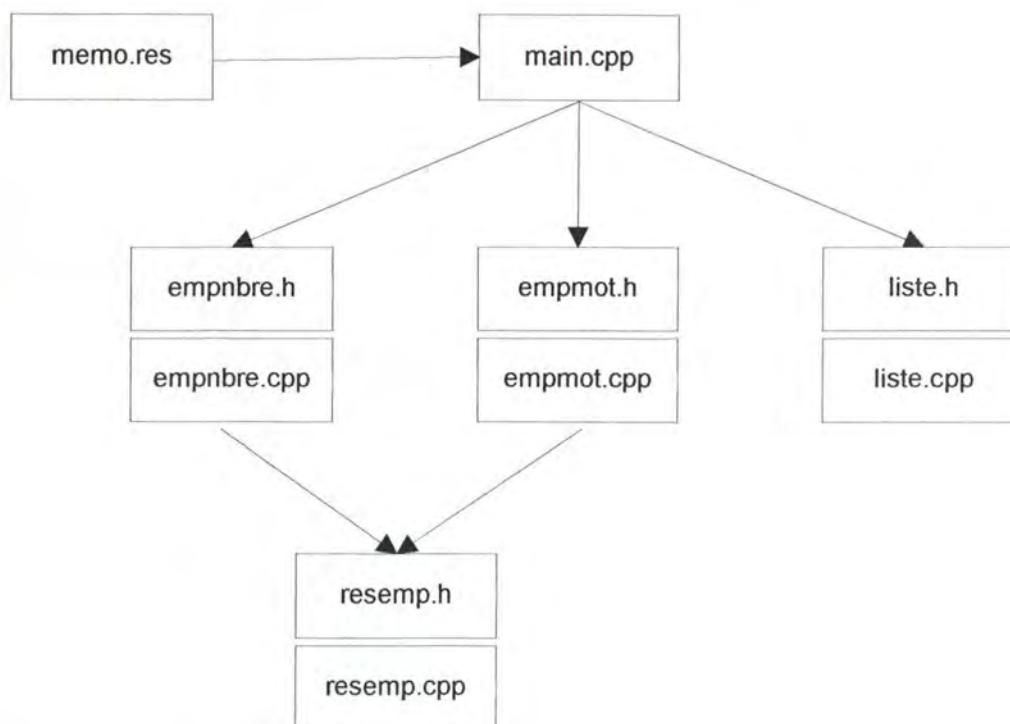 memo.res
main.cpp
empnbre.h
empmot.h
liste.h
empnbre.cpp
empmot.cpp
liste.cpp
resemp.h
resemp.cpp